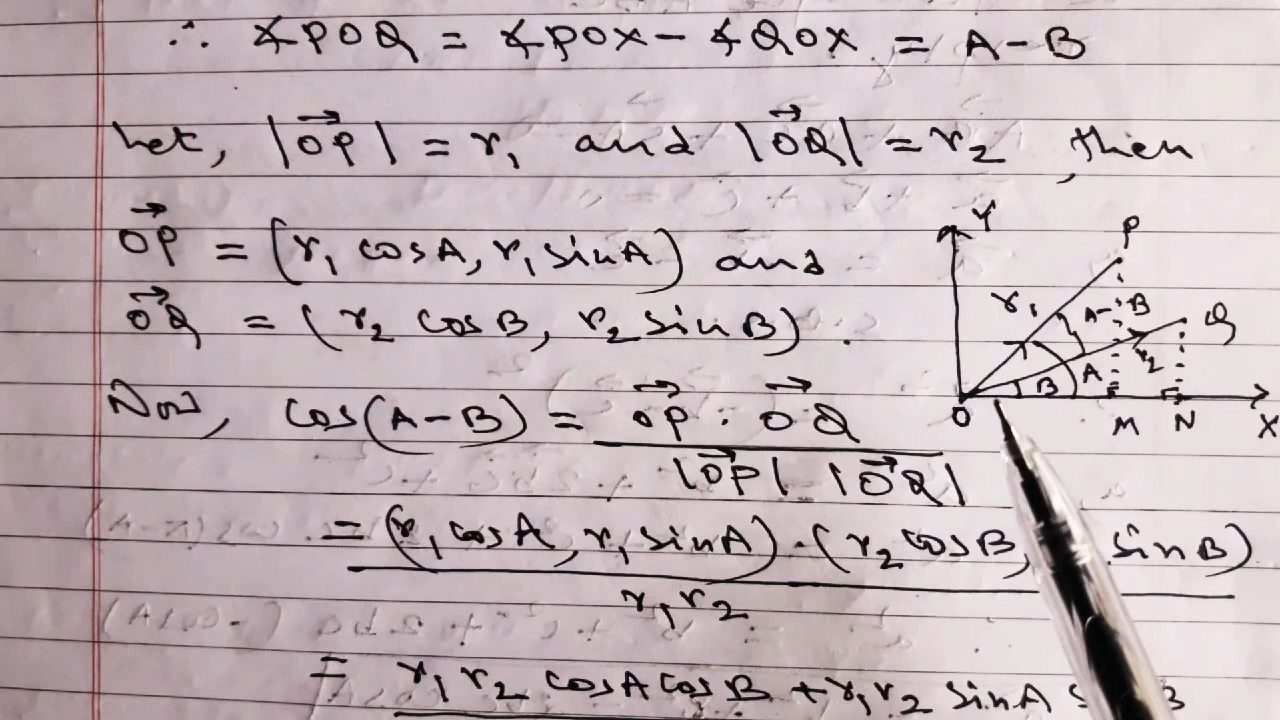 ∴ ∡POQ = ∡POX - ∡QOX = A-B
Let, |OP→| = r₁ and |OQ→| = r₂, then
OP→ = (r₁ cosA, r₁ sinA) and
OQ→ = (r₂ cosB, r₂ sinB).
Y
P
r₁
A-B
Q
r₂
B
A
O
M
N
X
Now, cos(A-B) = OP→ . OQ→
|OP→| |OQ→|
= (r₁ cosA, r₁ sinA) . (r₂ cosB, sinB)
r₁ r₂
= r₁ r₂ cosA cosB + r₁ r₂ sinA